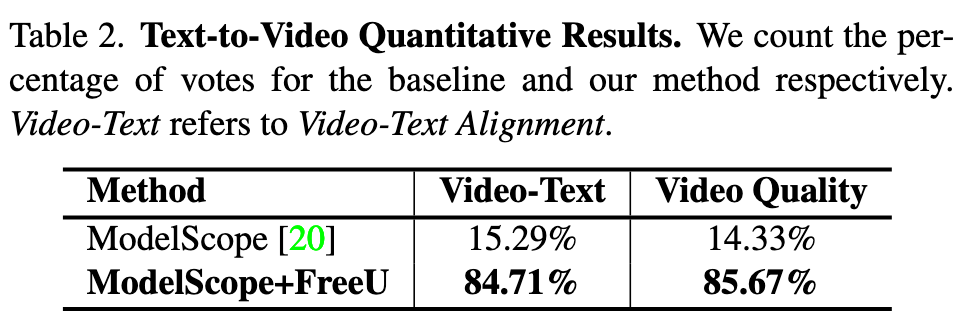 Table 2. Text-to-Video Quantitative Results. We count the per-
centage of votes for the baseline and our method respectively.
Video-Text refers to Video-Text Alignment.
Method Video-Text Video Quality
ModelScope [20] 15.29% 14.33%
ModelScope+FreeU 84.71% 85.67%